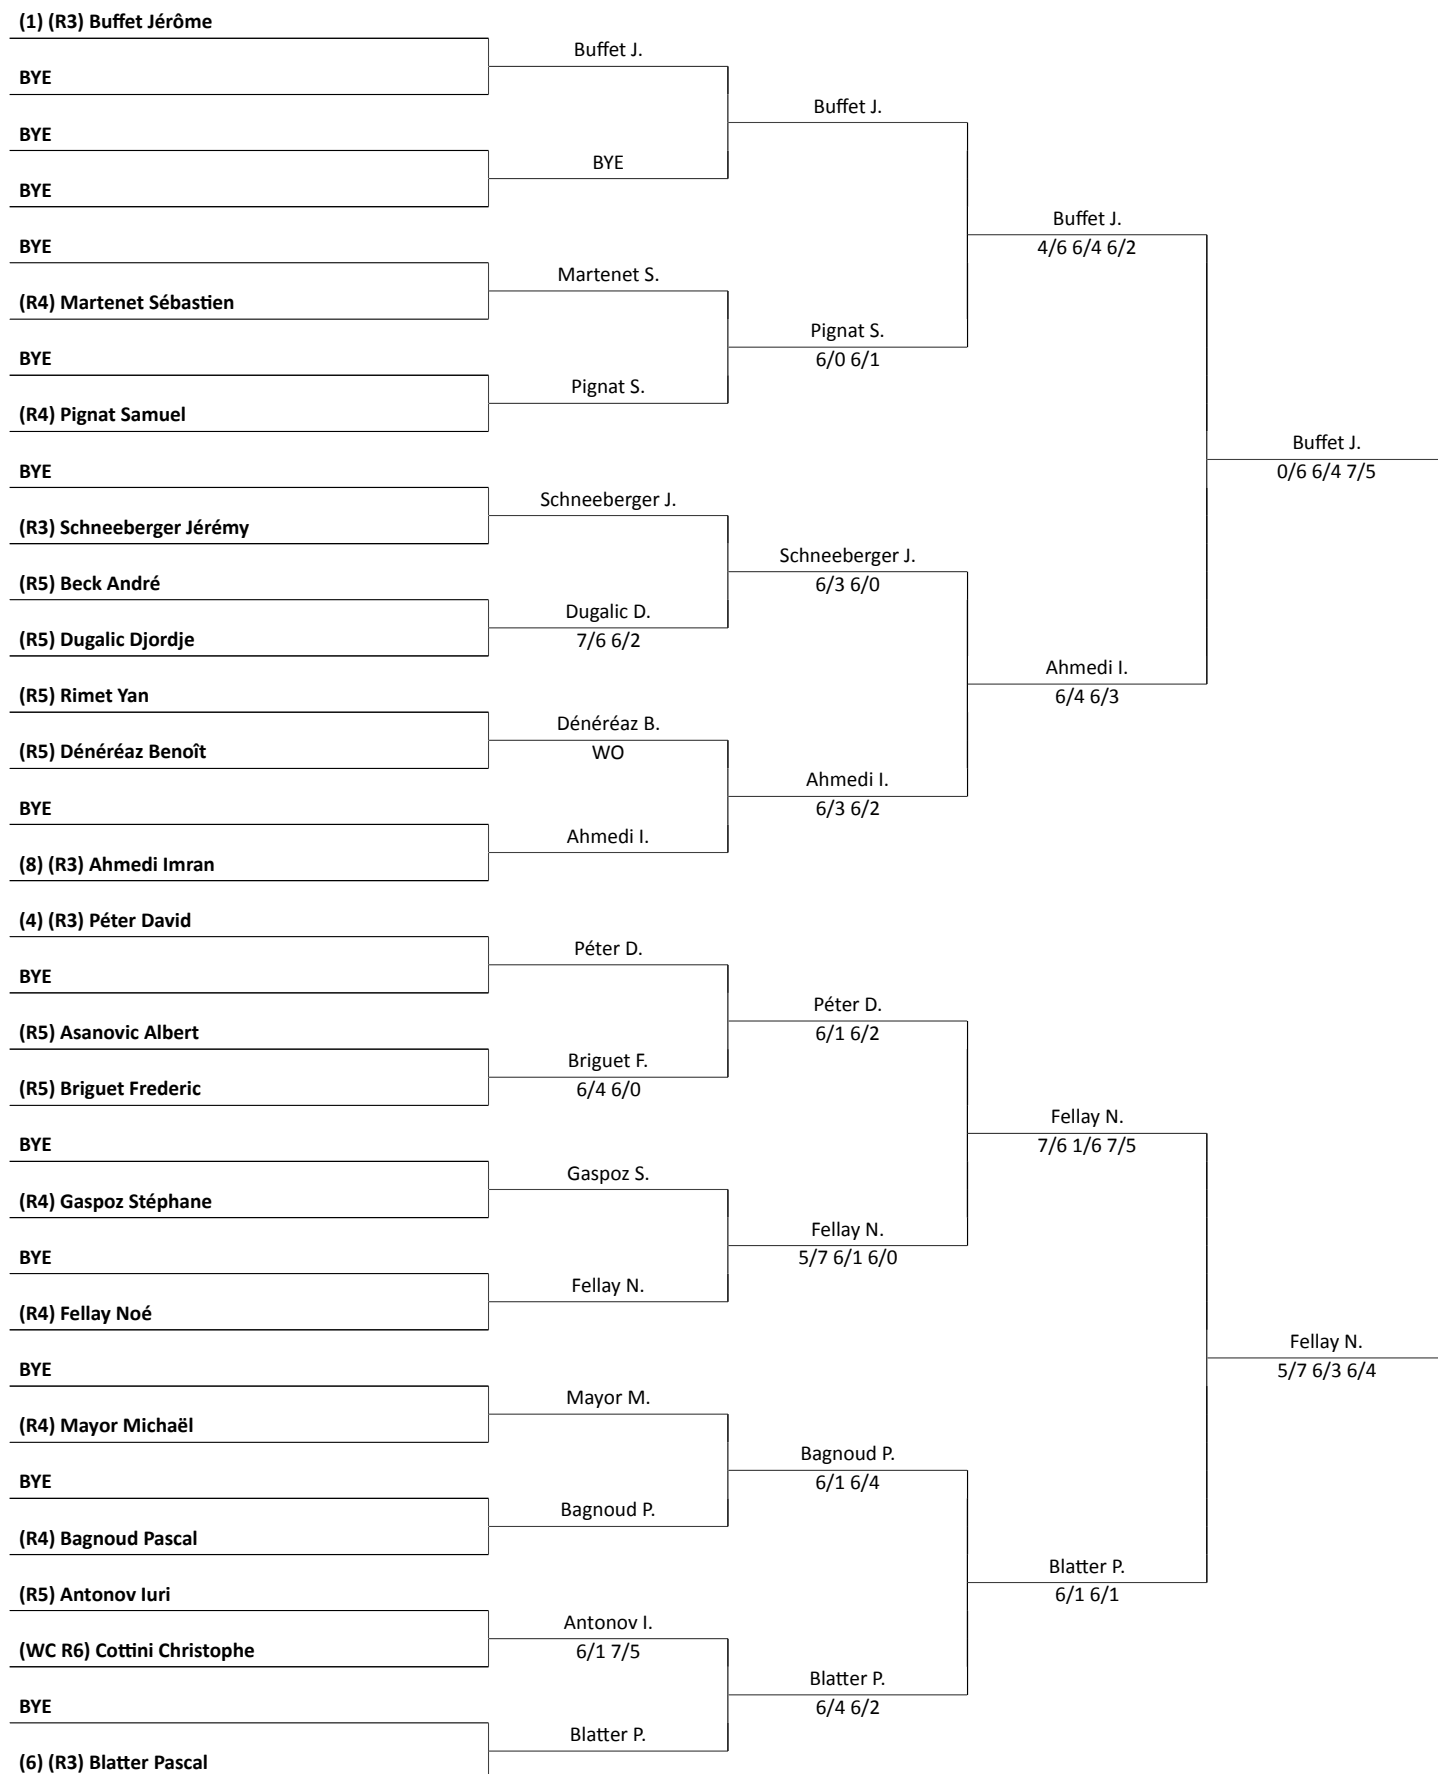 (1) (R3) Buffet Jérôme
Buffet J.
BYE
Buffet J.
BYE
BYE
BYE
Buffet J.
BYE
4/6 6/4 6/2
Martenet S.
(R4) Martenet Sébastien
Pignat S.
BYE
6/0 6/1
Pignat S.
(R4) Pignat Samuel
Buffet J.
BYE
0/6 6/4 7/5
Schneeberger J.
(R3) Schneeberger Jérémy
Schneeberger J.
(R5) Beck André
6/3 6/0
Dugalic D.
(R5) Dugalic Djordje
7/6 6/2
Ahmedi I.
(R5) Rimet Yan
6/4 6/3
Dénéréaz B.
(R5) Dénéréaz Benoît
WO
Ahmedi I.
BYE
6/3 6/2
Ahmedi I.
(8) (R3) Ahmedi Imran
(4) (R3) Péter David
Péter D.
BYE
Péter D.
(R5) Asanovic Albert
6/1 6/2
Briguet F.
(R5) Briguet Frederic
6/4 6/0
Fellay N.
BYE
7/6 1/6 7/5
Gaspoz S.
(R4) Gaspoz Stéphane
Fellay N.
BYE
5/7 6/1 6/0
Fellay N.
(R4) Fellay Noé
Fellay N.
BYE
5/7 6/3 6/4
Mayor M.
(R4) Mayor Michaël
Bagnoud P.
BYE
6/1 6/4
Bagnoud P.
(R4) Bagnoud Pascal
Blatter P.
(R5) Antonov Iuri
6/1 6/1
Antonov I.
(WC R6) Cottini Christophe
6/1 7/5
Blatter P.
BYE
6/4 6/2
Blatter P.
(6) (R3) Blatter Pascal